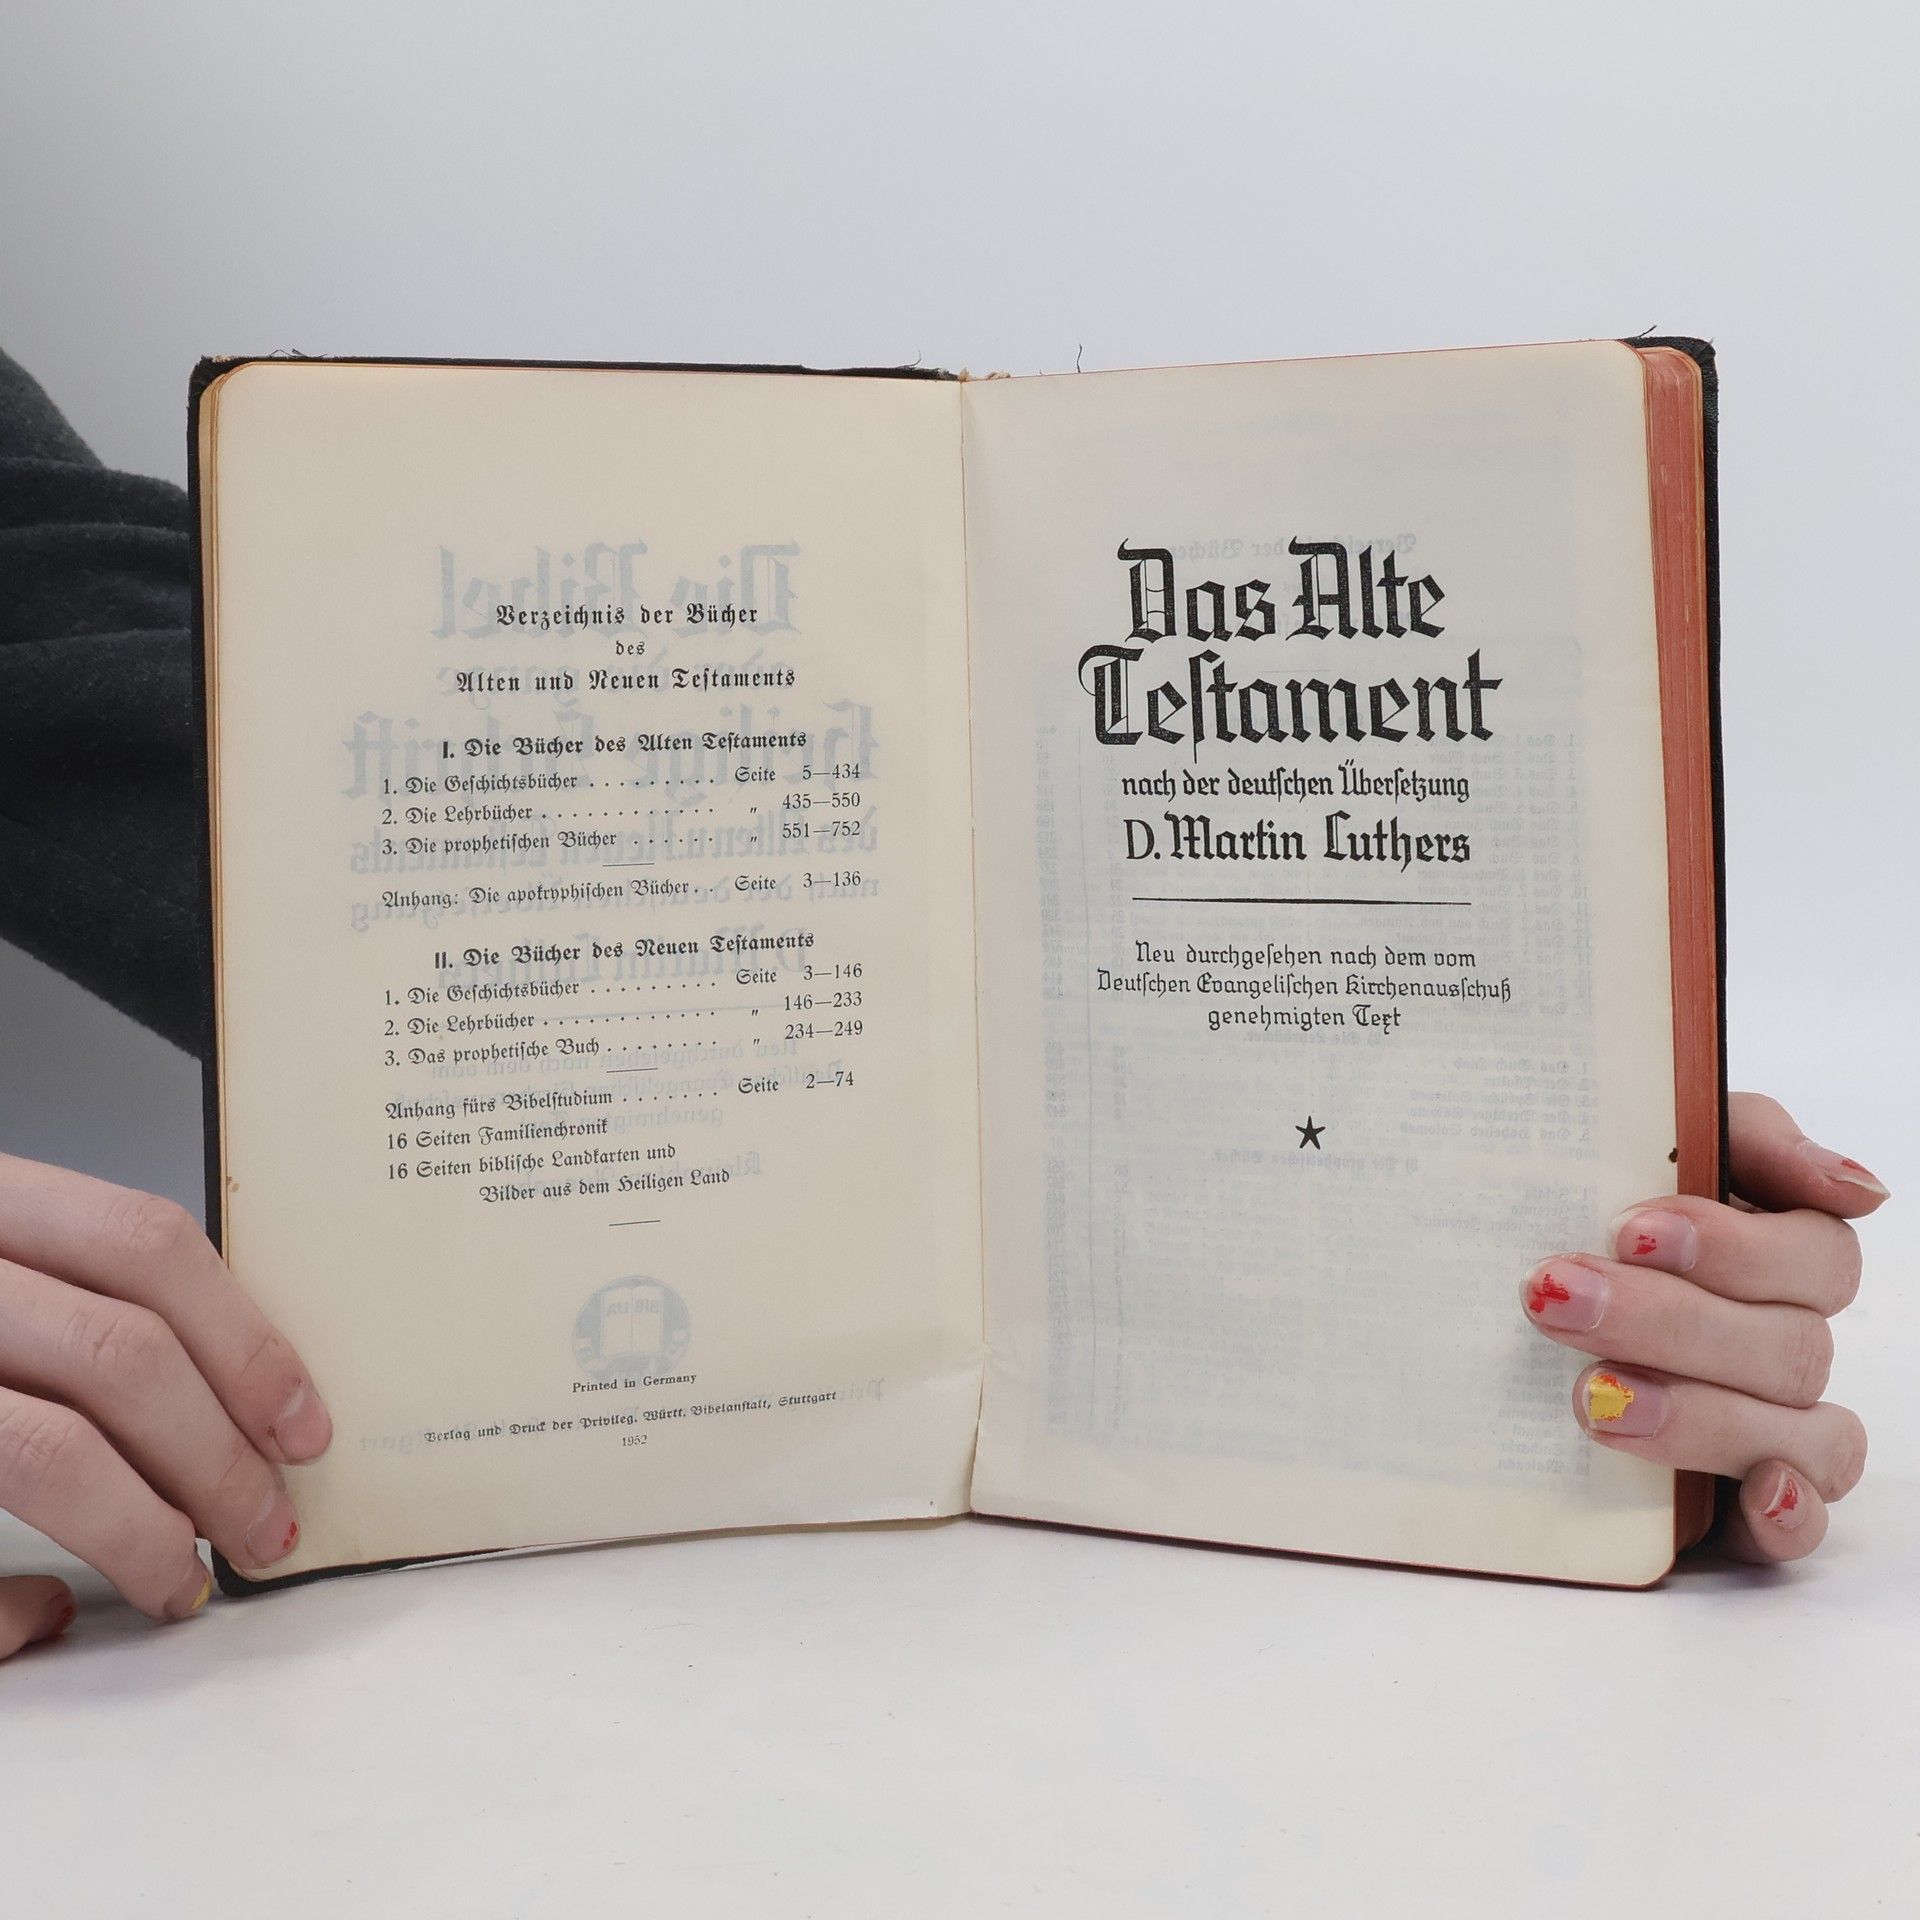 Verzeichnis der Bücher
des
Alten und Neuen Teſtaments
I. Die Bücher des Alten Teſtaments
1. Die Geſchichtsbücher . . . . . . . . . Seite 5—434
2. Die Lehrbücher . . . . . . . . . . . . „ 435—550
3. Die prophetiſchen Bücher . . . . . . „ 551—752
Anhang: Die apokryphiſchen Bücher . . Seite 3—136
II. Die Bücher des Neuen Teſtaments
1. Die Geſchichtsbücher . . . . . . . . . Seite 3—146
2. Die Lehrbücher . . . . . . . . . . . . „ 146—233
3. Das prophetiſche Buch . . . . . . . . „ 234—249
Anhang fürs Bibelſtudium . . . . . . . Seite 2—74
16 Seiten Familienchronik
16 Seiten bibliſche Landkarten und
Bilder aus dem Heiligen Land
Printed in Germany
Verlag und Druck der Privileg. Württ. Bibelanſtalt, Stuttgart
1952
Das Alte
Teſtament
nach der deutſchen Überſetzung
D. Martin Luthers
Neu durchgeſehen nach dem vom
Deutſchen Evangeliſchen Kirchenausſchuß
genehmigten Text